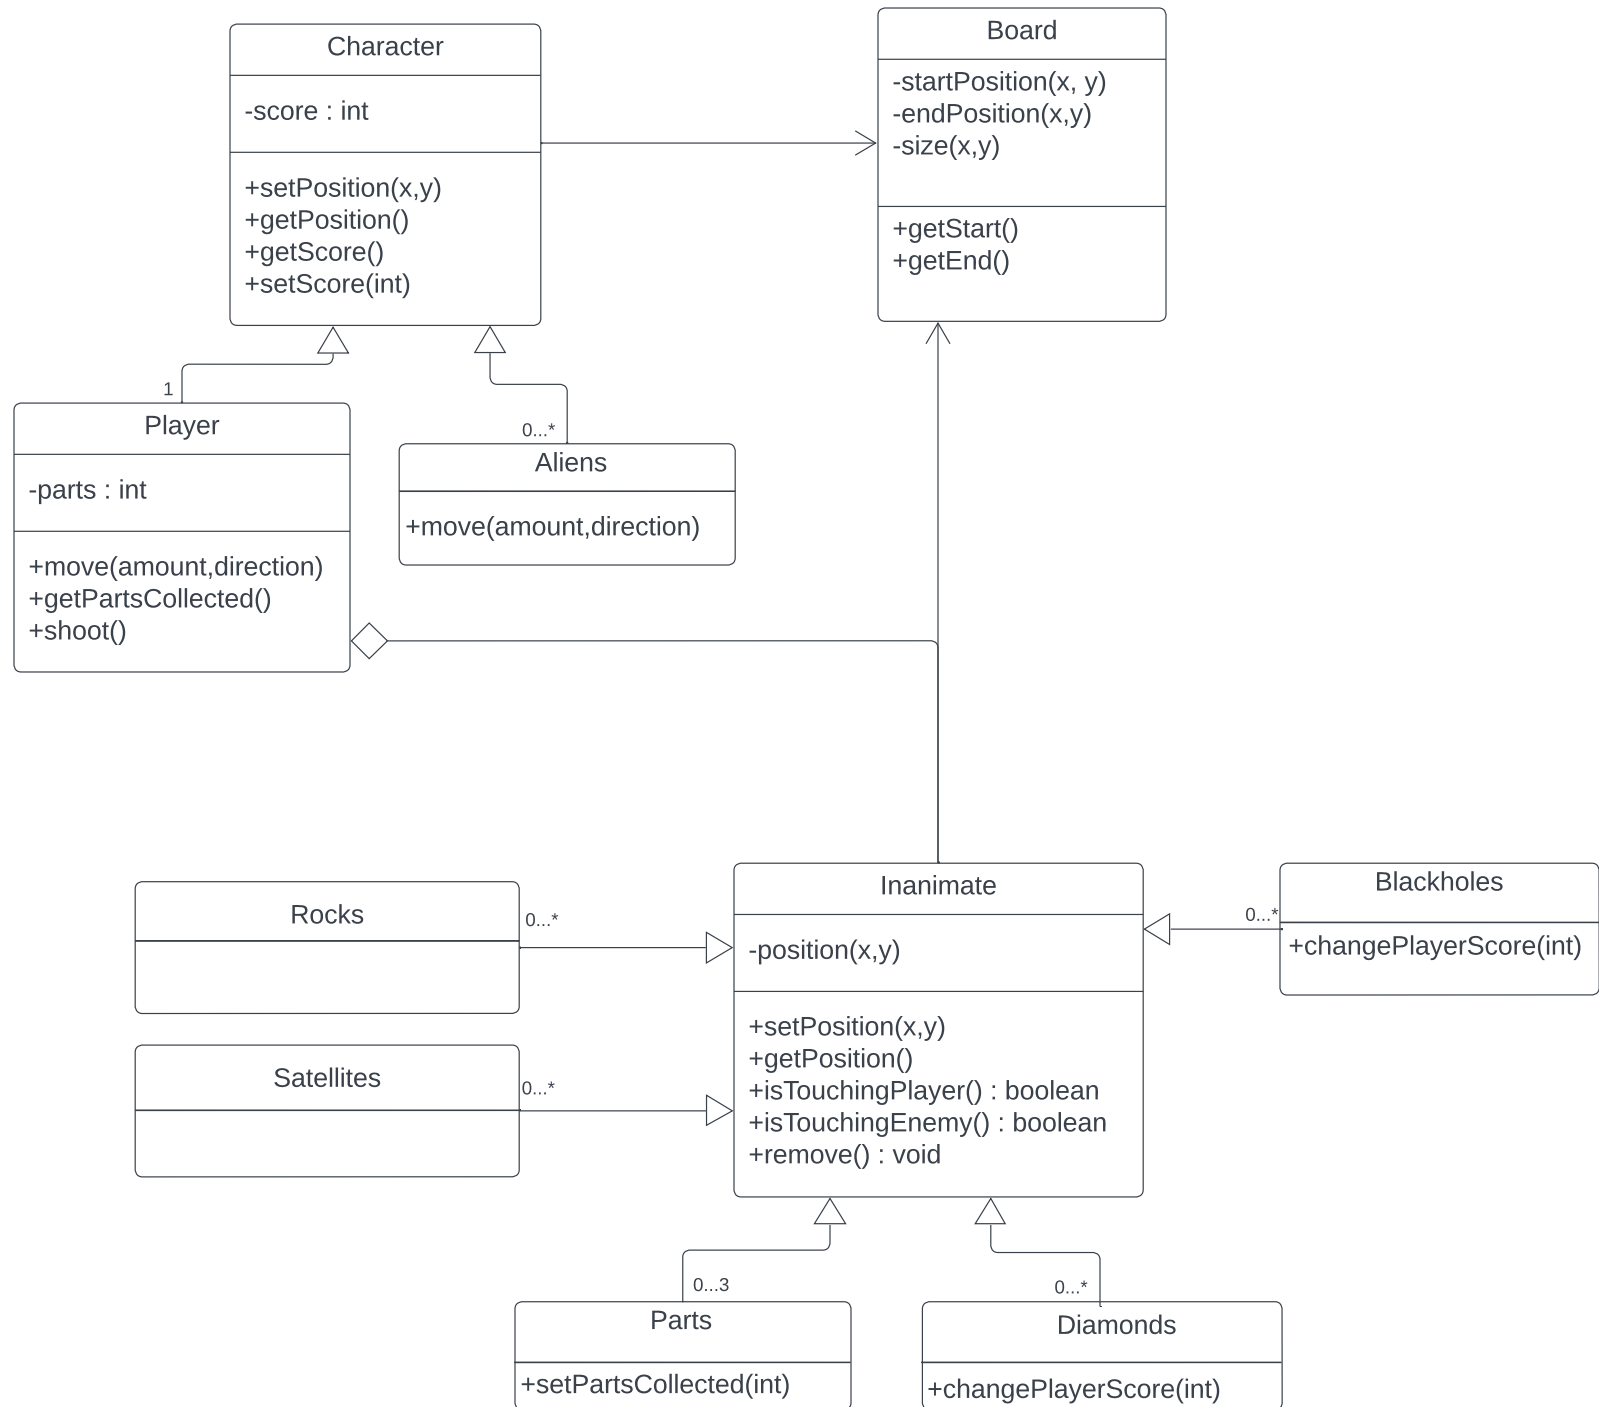 Character
-score : int
+setPosition(x,y)
+getPosition()
+getScore()
+setScore(int)
Board
-startPosition(x, y)
-endPosition(x,y)
-size(x,y)
+getStart()
+getEnd()
1
Player
-parts : int
+move(amount,direction)
+getPartsCollected()
+shoot()
0...*
Aliens
+move(amount,direction)
Rocks
0...*
Satellites
0...*
Inanimate
-position(x,y)
+setPosition(x,y)
+getPosition()
+isTouchingPlayer() : boolean
+isTouchingEnemy() : boolean
+remove() : void
0...*
Blackholes
+changePlayerScore(int)
0...3
Parts
+setPartsCollected(int)
0...*
Diamonds
+changePlayerScore(int)